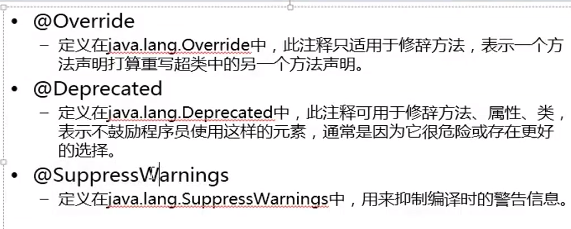 • @Override
– 定义在java.lang.Override中，此注释只适用于修辞方法，表示一个方
法声明打算重写超类中的另一个方法声明。
• @Deprecated
– 定义在java.lang.Deprecated中，此注释可用于修辞方法、属性、类，
表示不鼓励程序员使用这样的元素，通常是因为它很危险或存在更好
的选择。
• @SuppressWarnings
– 定义在java.lang.SuppressWarnings中，用来抑制编译时的警告信息。